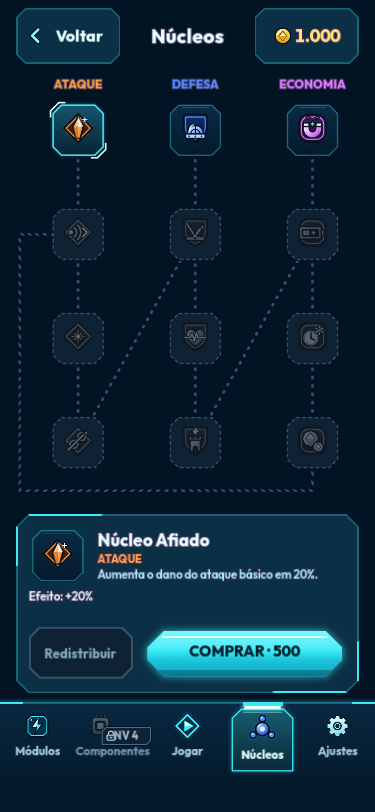 Voltar
Núcleos
1.000
ATAQUE
DEFESA
ECONOMIA
Núcleo Afiado
ATAQUE
Aumenta o dano do ataque básico em 20%.
Efeito: +20%
Redistribuir
COMPRAR · 500
NV 4
Módulos
Componentes
Jogar
Núcleos
Ajustes